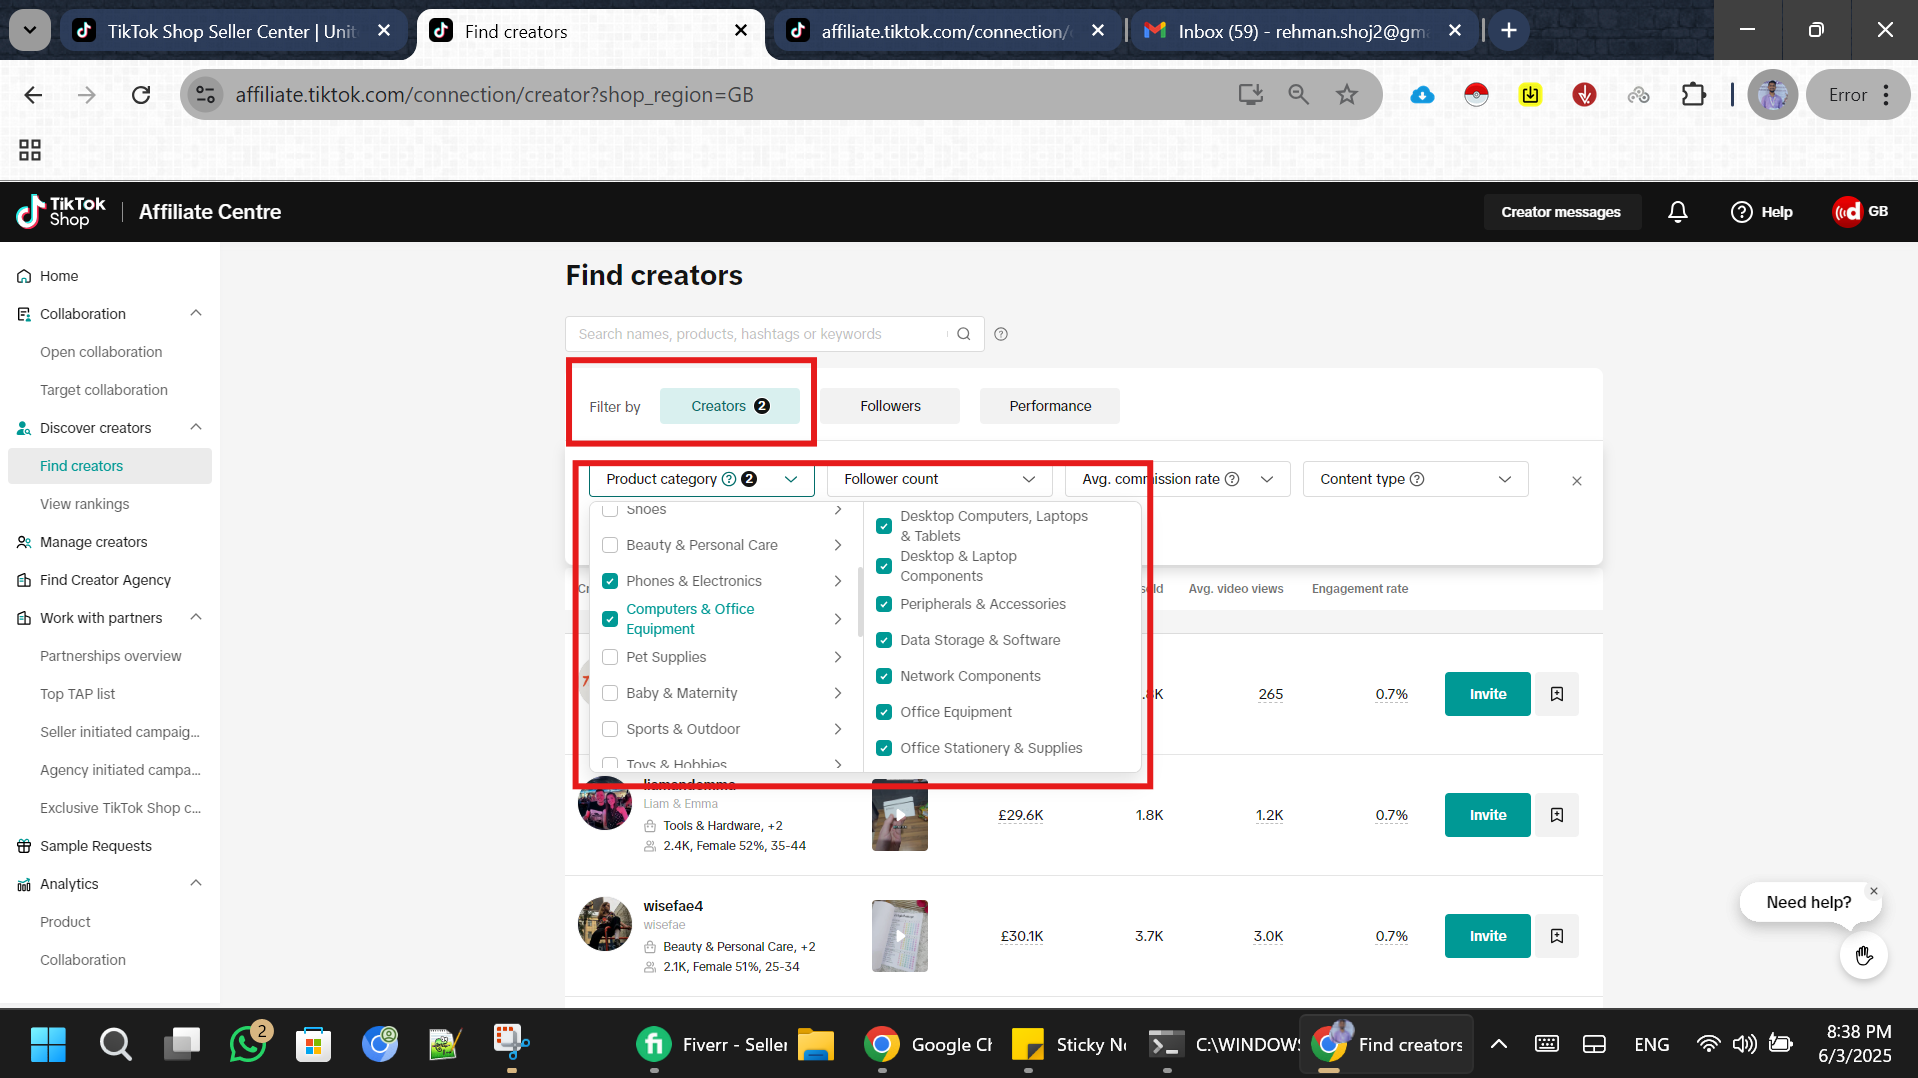 TikTok Shop Seller Center | Unit
Find creators
affiliate.tiktok.com/connection/
Inbox (59) - rehman.shoj2@gm
affiliate.tiktok.com/connection/creator?shop_region=GB
Error
TikTok Shop
Affiliate Centre
Creator messages
Help
GB
Home
Collaboration
Open collaboration
Target collaboration
Discover creators
Find creators
View rankings
Manage creators
Find Creator Agency
Work with partners
Partnerships overview
Top TAP list
Seller initiated campaig...
Agency initiated campa...
Exclusive TikTok Shop c...
Sample Requests
Analytics
Product
Collaboration
Find creators
Search names, products, hashtags or keywords
Filter by
Creators 2
Followers
Performance
Product category 2
Follower count
Avg. commission rate
Content type
Shoes
Beauty & Personal Care
Phones & Electronics
Computers & Office
Equipment
Pet Supplies
Baby & Maternity
Sports & Outdoor
Toys & Hobbies
Desktop Computers, Laptops
& Tablets
Desktop & Laptop
Components
Peripherals & Accessories
Data Storage & Software
Network Components
Office Equipment
Office Stationery & Supplies
Cr
sold
Avg. video views
Engagement rate
.8K
265
0.7%
Invite
liamandemma
Liam & Emma
Tools & Hardware, +2
2.4K, Female 52%, 35-44
£29.6K
1.8K
1.2K
0.7%
Invite
wisefae4
wisefae
Beauty & Personal Care, +2
2.1K, Female 51%, 25-34
£30.1K
3.7K
3.0K
0.7%
Invite
Need help?
2
Fiverr - Seller
Google Ch
Sticky No
C:\WINDOWS
Find creators
ENG
8:38 PM
6/3/2025